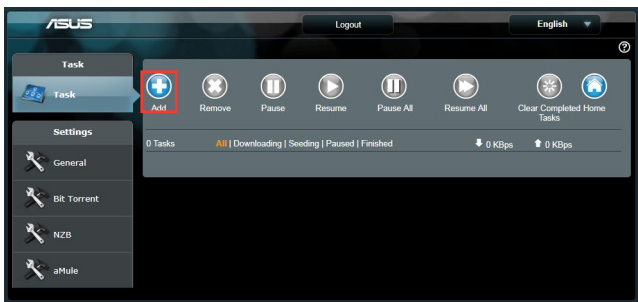 ASUS
Logout
English
Task
Task
Add
Remove
Pause
Resume
Pause All
Resume All
Clear Completed Tasks
Home
0 Tasks
All | Downloading | Seeding | Paused | Finished
0 KBps
0 KBps
Settings
General
Bit Torrent
NZB
aMule